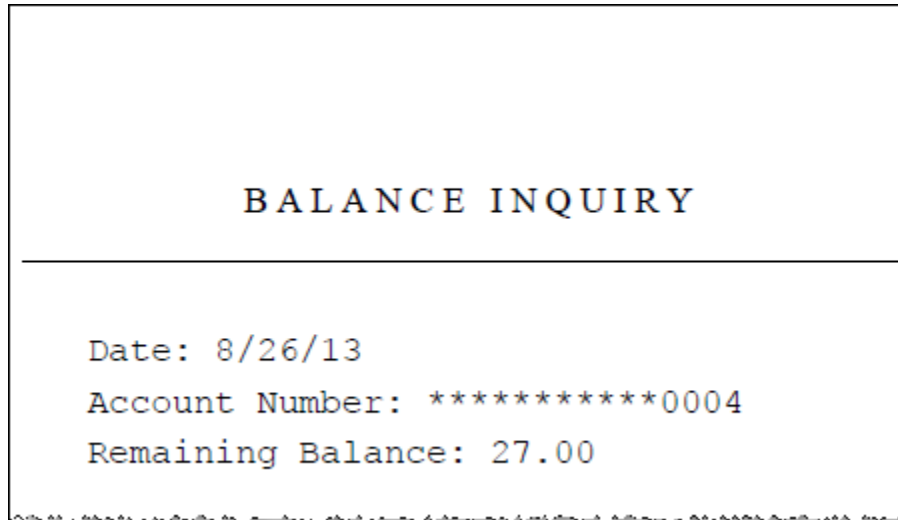 BALANCE INQUIRY
Date: 8/26/13
Account Number: ***********0004
Remaining Balance: 27.00